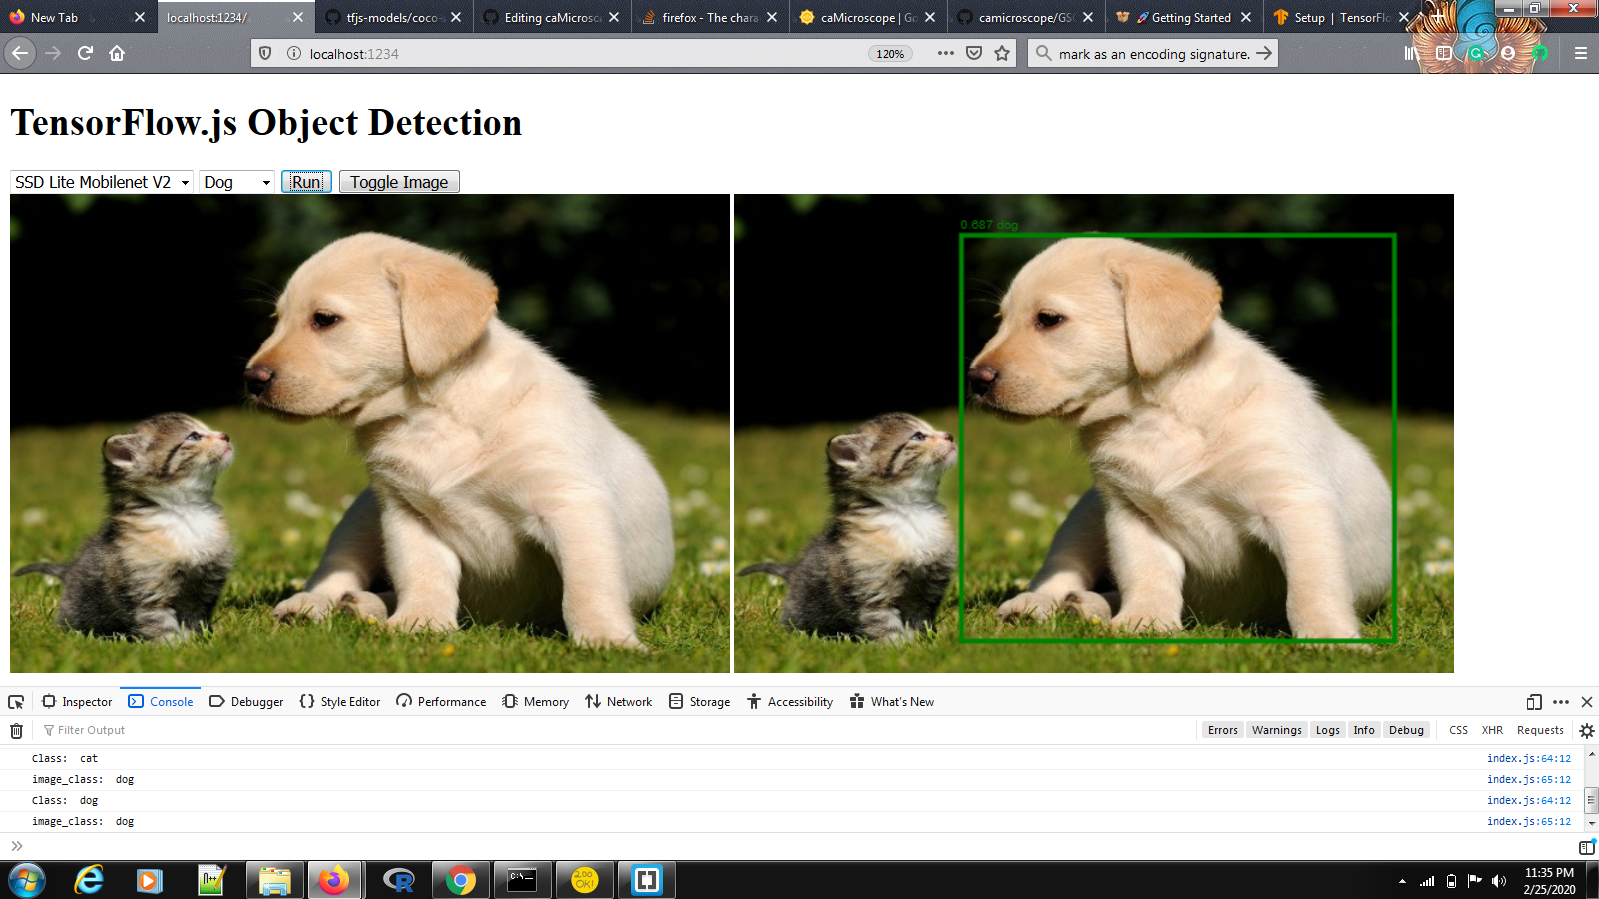 New Tab
localhost:1234/
tfjs-models/coco-
Editing caMicrosc
firefox - The chara
caMicroscope | Go
camicroscope/GSC
Getting Started
Setup | TensorFlo
localhost:1234
120%
mark as an encoding signature.
TensorFlow.js Object Detection
SSD Lite Mobilenet V2
Dog
Run
Toggle Image
0.687 dog
Inspector
Console
Debugger
Style Editor
Performance
Memory
Network
Storage
Accessibility
What's New
Filter Output
Errors
Warnings
Logs
Info
Debug
CSS
XHR
Requests
Class: cat
index.js:64:12
image_class: dog
index.js:65:12
Class: dog
index.js:64:12
image_class: dog
index.js:65:12
200
OK!
11:35 PM
2/25/2020